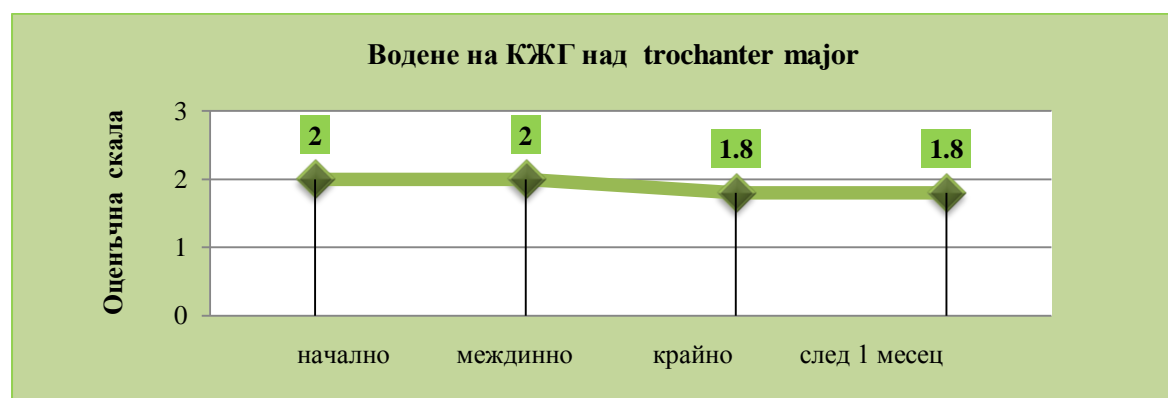 Водене на КЖГ над trochanter major
Оценъчна скала
3
2
1
0
2
2
1.8
1.8
начално
междинно
крайно
след 1 месец